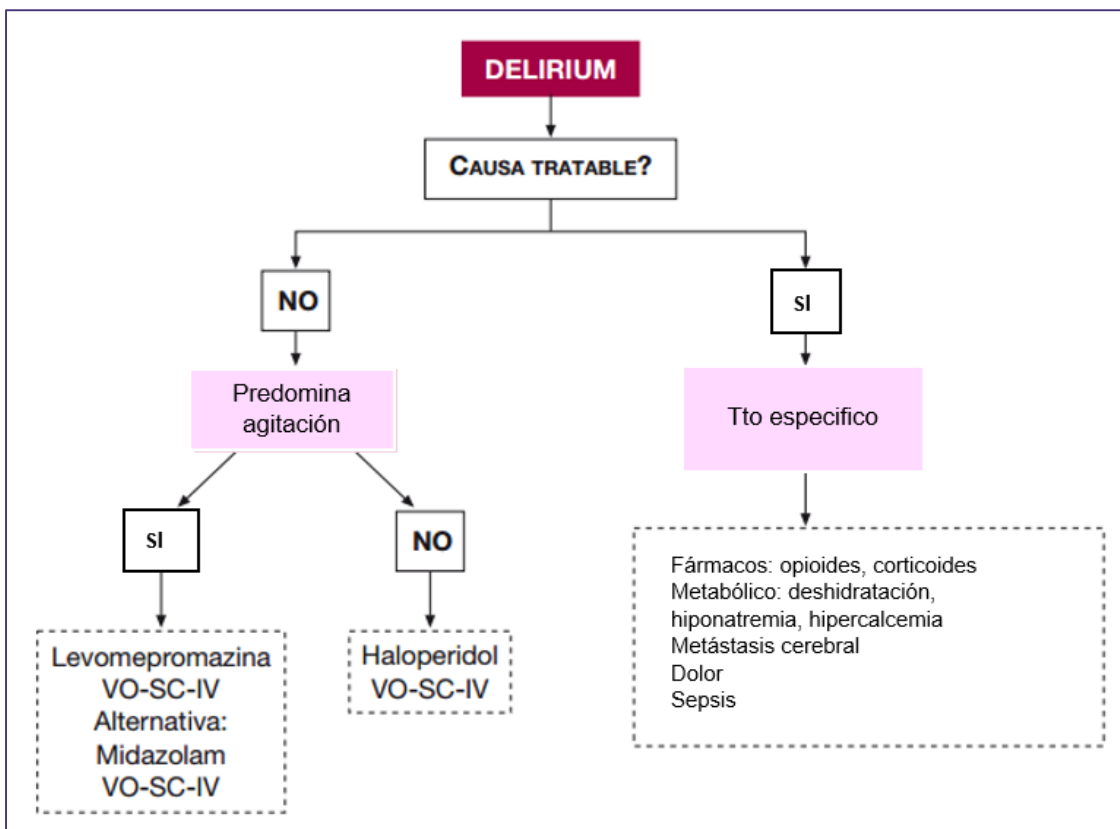 DELIRIUM
CAUSA TRATABLE?
NO
SI
Predomina
agitación
Tto especifico
SI
NO
Levomepromazina
VO-SC-IV
Alternativa:
Midazolam
VO-SC-IV
Haloperidol
VO-SC-IV
Fármacos: opioides, corticoides
Metabólico: deshidratación,
hiponatremia, hipercalcemia
Metástasis cerebral
Dolor
Sepsis